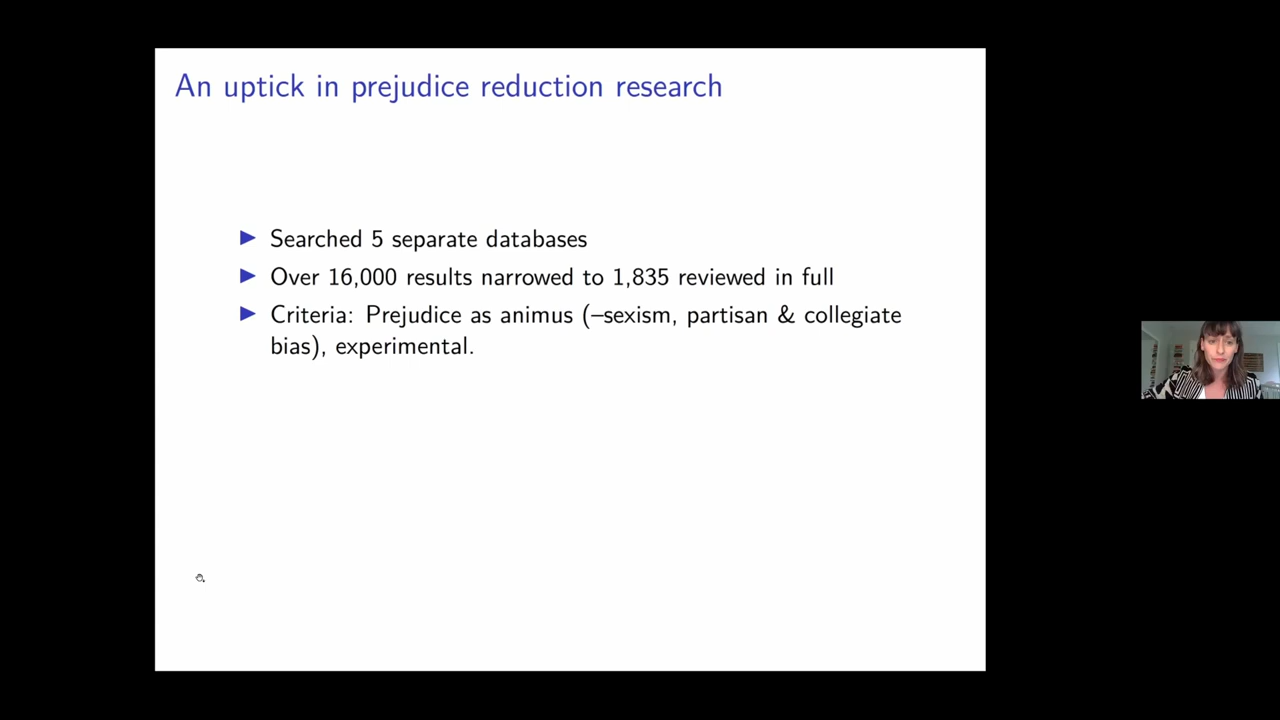 An uptick in prejudice reduction research
▶ Searched 5 separate databases
▶ Over 16,000 results narrowed to 1,835 reviewed in full
▶ Criteria: Prejudice as animus (–sexism, partisan & collegiate
bias), experimental.